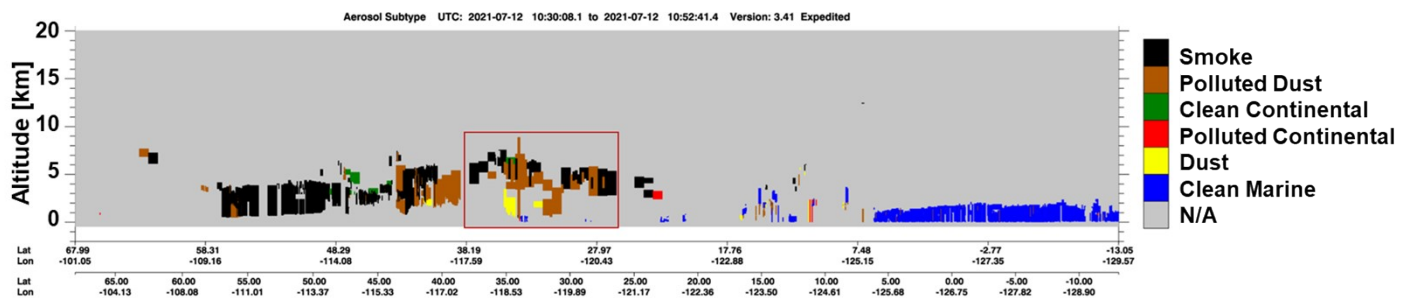 Aerosol Subtype UTC: 2021-07-12 10:30:08.1 to 2021-07-12 10:52:41.4 Version: 3.41 Expedited
Altitude [km]
20
15
10
5
0
Smoke
Polluted Dust
Clean Continental
Polluted Continental
Dust
Clean Marine
N/A
Lat 67.99 58.31 48.29 38.19 27.97 17.76 7.48 -2.77 -13.05
Lon -101.05 -109.16 -114.08 -117.59 -120.43 -122.88 -125.15 -127.35 -129.57
Lat 65.00 60.00 55.00 50.00 45.00 40.00 35.00 30.00 25.00 20.00 15.00 10.00 5.00 0.00 -5.00 -10.00
Lon -104.13 -108.08 -111.01 -113.37 -115.33 -117.02 -118.53 -119.89 -121.17 -122.36 -123.50 -124.61 -125.68 -126.75 -127.82 -128.90